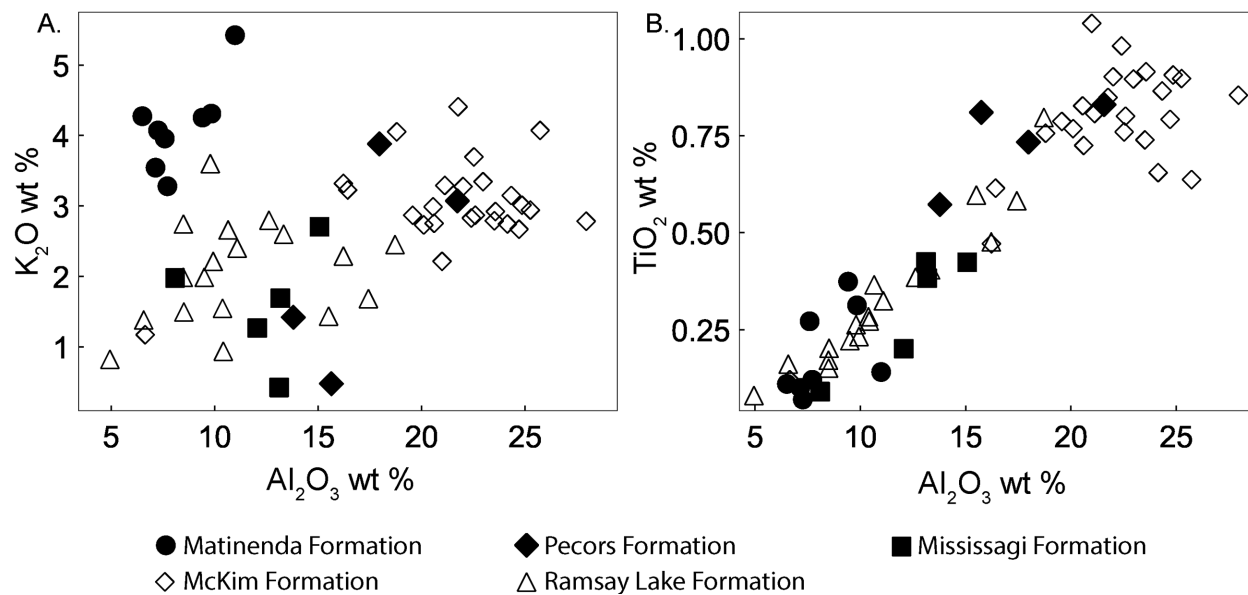 A.
K₂O wt %
5
4
3
2
1
5 10 15 20 25
Al₂O₃ wt %
B.
TiO₂ wt %
1.00
0.75
0.50
0.25
5 10 15 20 25
Al₂O₃ wt %
Matinenda Formation Pecors Formation Mississagi Formation
McKim Formation Ramsay Lake Formation